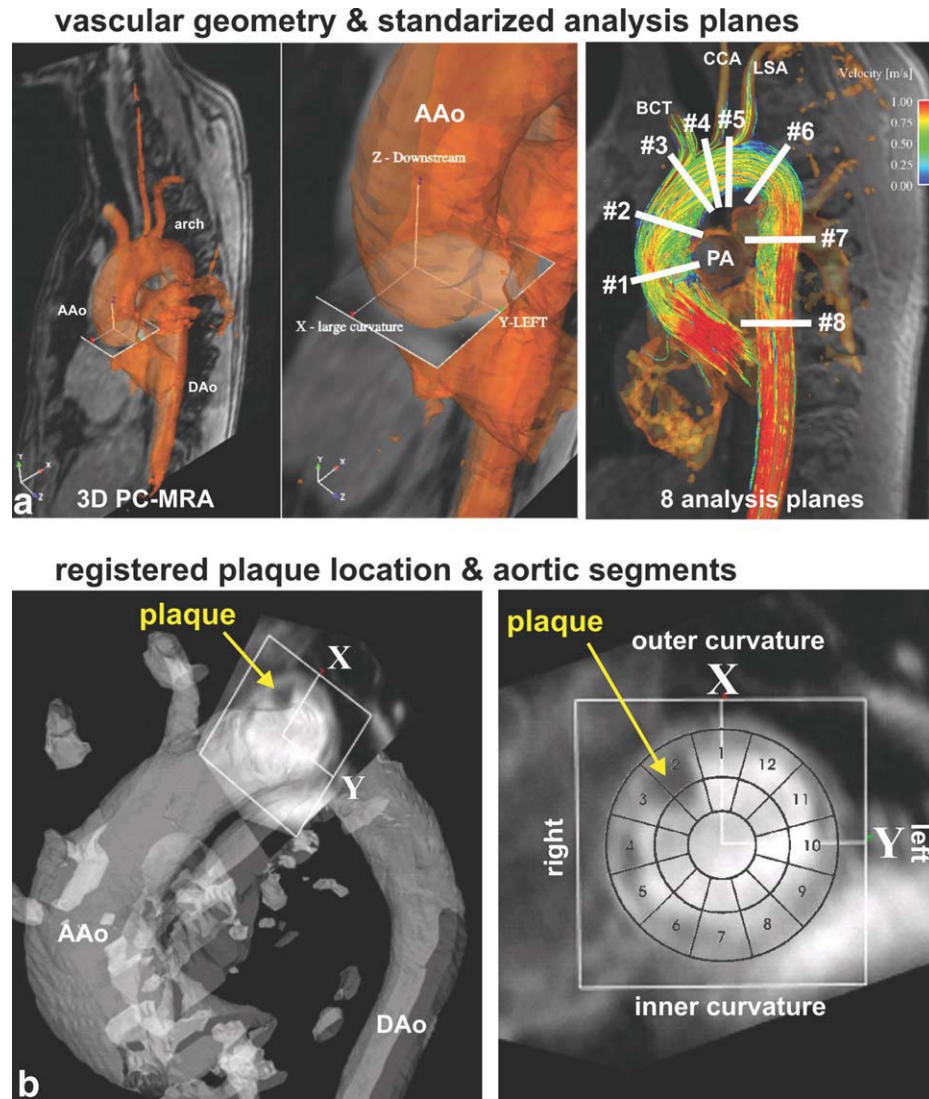 vascular geometry & standarized analysis planes
AAo
arch
AAo
DAo
Y
X
Z
a
3D PC-MRA
Z - Downstream
X - large curvature
Y-LEFT
Y
X
Z
CCA
LSA
BCT
Velocity [m/s]
1.00
0.75
0.50
0.25
0.00
#1
#2
#3
#4
#5
#6
#7
#8
PA
8 analysis planes
registered plaque location & aortic segments
plaque
X
Y
AAo
DAo
b
plaque
outer curvature
X
1
2
3
4
5
6
7
8
9
10
11
12
right
Y
left
inner curvature